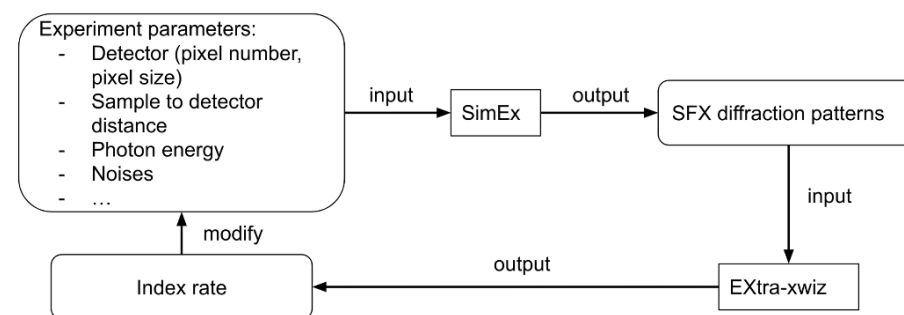 Experiment parameters:
- Detector (pixel number,
pixel size)
- Sample to detector
distance
- Photon energy
- Noises
- …
input
SimEx
output
SFX diffraction patterns
input
EXtra-xwiz
output
Index rate
modify